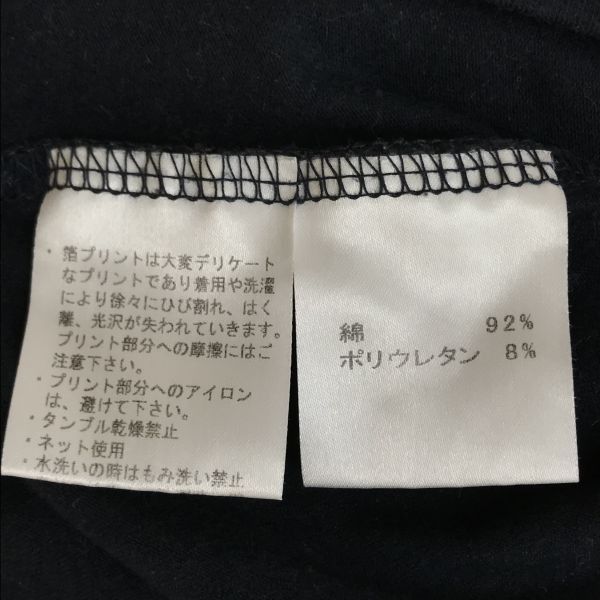 ・箔プリントは大変デリケート
なプリントであり着用や洗濯
により徐々にひび割れ、はく
離、光沢が失われていきます。
プリント部分への摩擦にはご
注意下さい。
・プリント部分へのアイロン
は、避けて下さい。
・タンブル乾燥禁止
・ネット使用
・水洗いの時はもみ洗い禁止
綿 92%
ポリウレタン 8%